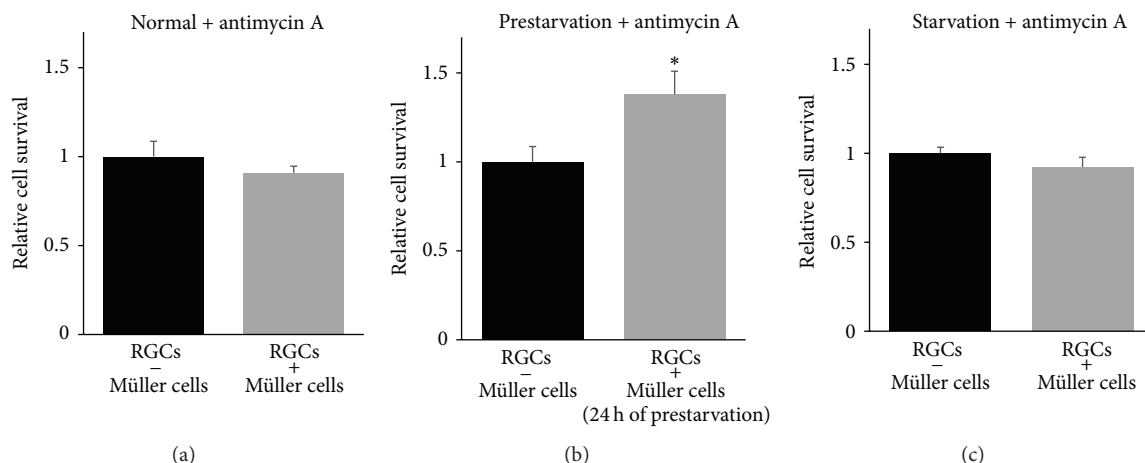 Normal + antimycin A
Relative cell survival
1.5
1
0.5
0
RGCs
−
Müller cells
RGCs
+
Müller cells
(a)
Prestarvation + antimycin A
Relative cell survival
1.5
1
0.5
0
*
RGCs
−
Müller cells
RGCs
+
Müller cells
(24 h of prestarvation)
(b)
Starvation + antimycin A
Relative cell survival
1.5
1
0.5
0
RGCs
−
Müller cells
RGCs
+
Müller cells
(c)